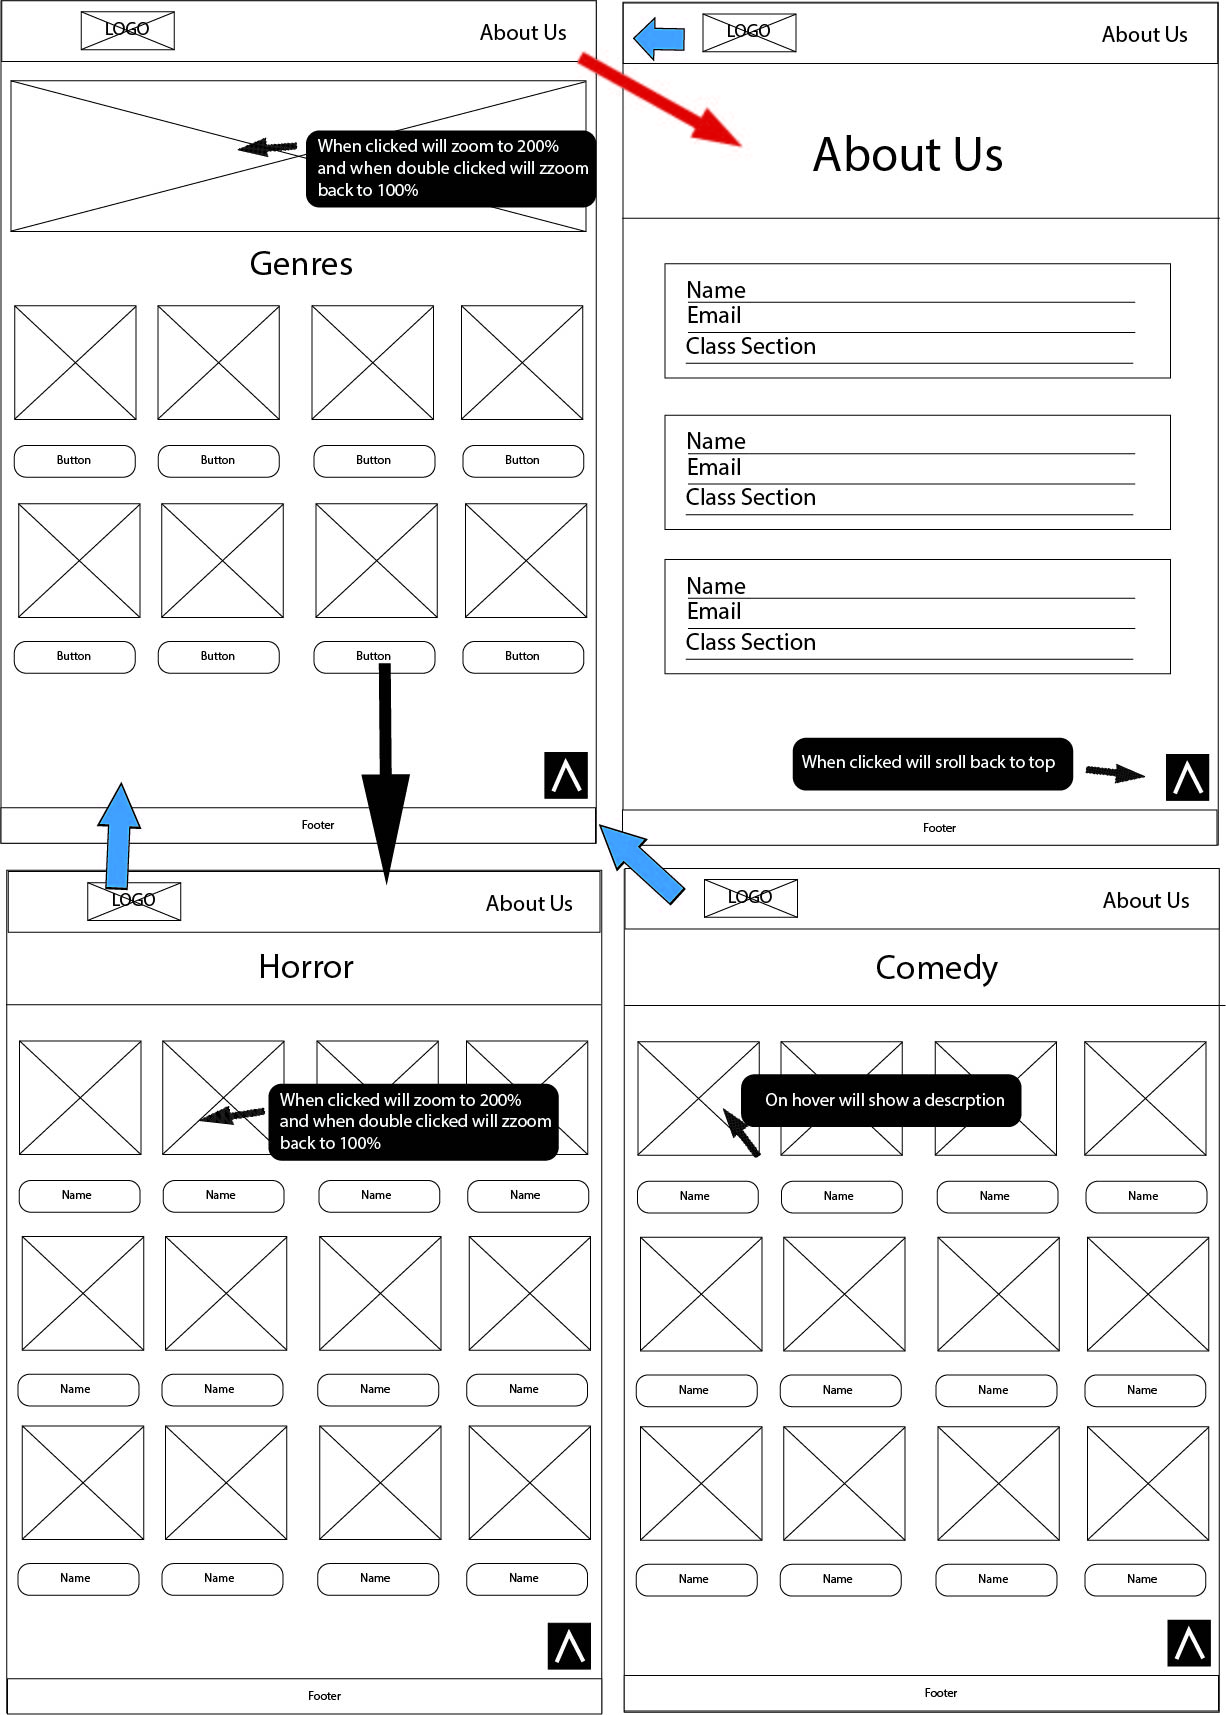 LOGO
About Us
When clicked will zoom to 200%
and when double clicked will zzoom
back to 100%
Genres
Button
Button
Button
Button
Button
Button
Button
Button
Footer
LOGO
About Us
About Us
Name
Email
Class Section
Name
Email
Class Section
Name
Email
Class Section
When clicked will sroll back to top
Footer
LOGO
About Us
Horror
When clicked will zoom to 200%
and when double clicked will zzoom
back to 100%
Name
Name
Name
Name
Name
Name
Name
Name
Name
Name
Name
Name
Footer
LOGO
About Us
Comedy
On hover will show a descrption
Name
Name
Name
Name
Name
Name
Name
Name
Name
Name
Name
Name
Footer